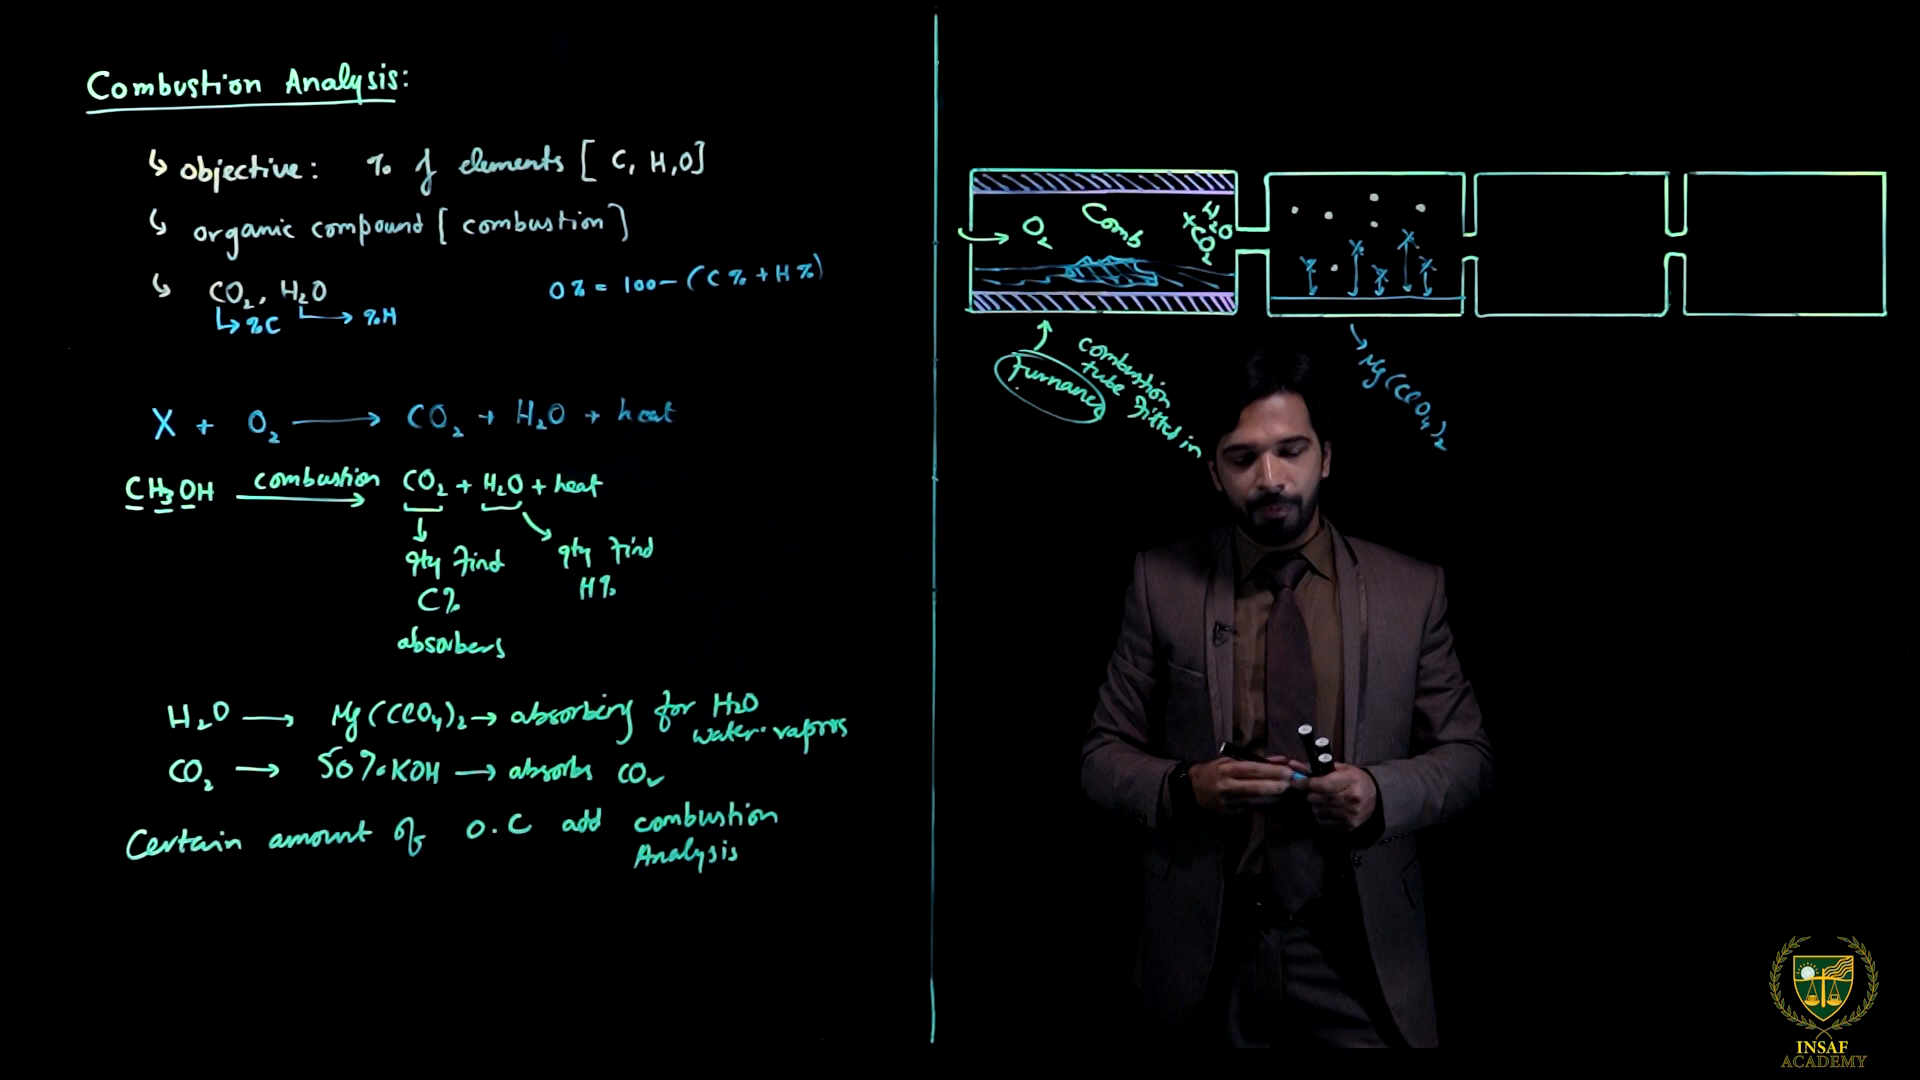 Combustion Analysis:
↳ objective: % of elements [ C, H, O]
↳ organic compound [ combustion ]
↳ CO₂, H₂O
↳ %C → %H
O % = 100 - ( C % + H %)
X + O₂ → CO₂ + H₂O + heat
CH₃OH combustion → CO₂ + H₂O + heat
qty find
C%
qty find
H%
absorbers
H₂O → Mg(ClO₄)₂ → absorbing for H₂O
water vapros
CO₂ → 50% KOH → absorbs CO₂
Certain amount of O.C add combustion
Analysis
O₂
Comb
H₂O
+
CO₂
furnance
combustion
tube fitted in
Mg(ClO₄)₂
INSAF
ACADEMY